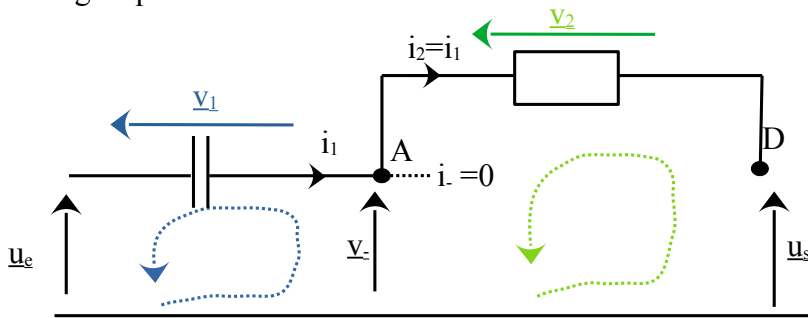 v₂
i₂=i₁
v₁
i₁
A
D
i₋ =0
uₑ
v₋
uₛ